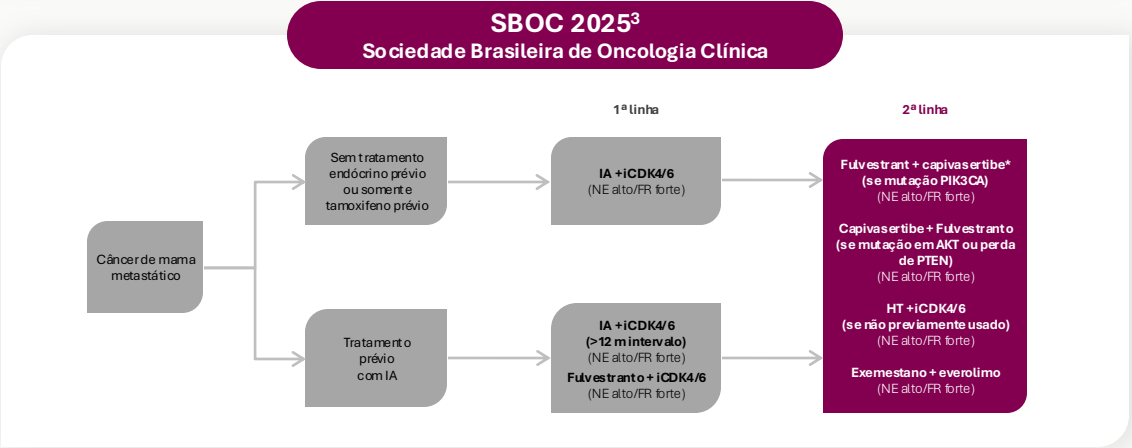 SBOC 2025³
Sociedade Brasileira de Oncologia Clínica
1ª linha
2ª linha
Câncer de mama
metastático
Sem tratamento
endócrino prévio
ou somente
tamoxifeno prévio
IA +iCDK4/6
(NE alto/FR forte)
Tratamento
prévio
com IA
IA +iCDK4/6
(>12 m intervalo)
(NE alto/FR forte)
Fulvestranto + iCDK4/6
(NE alto/FR forte)
Fulvestrant + capivasertibe*
(se mutação PIK3CA)
(NE alto/FR forte)
Capivasertibe + Fulvestranto
(se mutação em AKT ou perda
de PTEN)
(NE alto/FR forte)
HT +iCDK4/6
(se não previamente usado)
(NE alto/FR forte)
Exemestano + everolimo
(NE alto/FR forte)